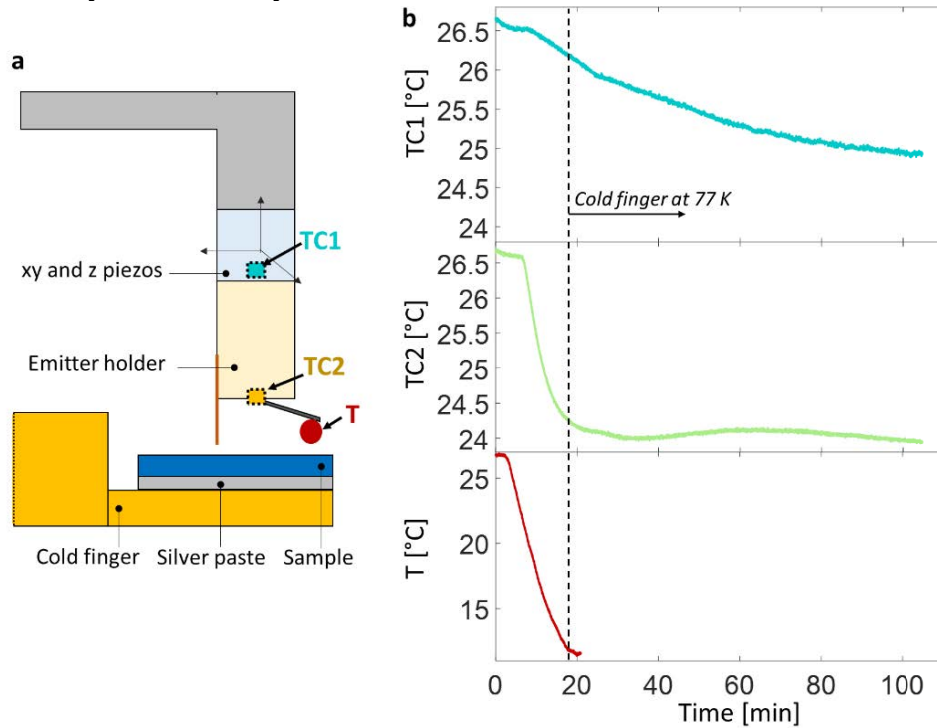 a
TC1
xy and z piezos
Emitter holder
TC2
T
Cold finger Silver paste Sample
b
TC1 [°C]
26.5
26
25.5
25
24.5
24
Cold finger at 77 K
TC2 [°C]
26.5
26
25.5
25
24.5
24
T [°C]
25
20
15
0 20 40 60 80 100
Time [min]